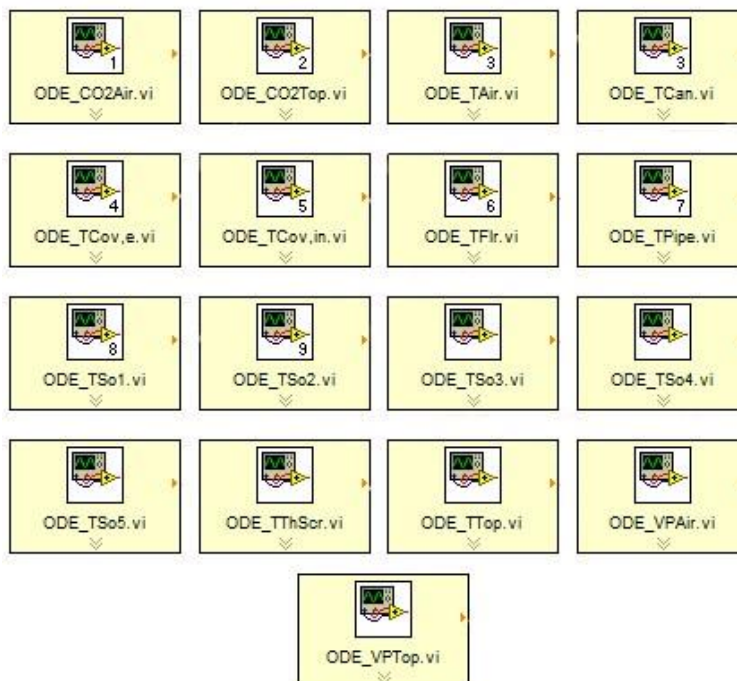 1 2 3 3
ODE_CO2Air.vi ODE_CO2Top.vi ODE_TAir.vi ODE_TCan.vi
4 5 6 7
ODE_TCov,e.vi ODE_TCov,in.vi ODE_TFlr.vi ODE_TPipe.vi
8 9
ODE_TSo1.vi ODE_TSo2.vi ODE_TSo3.vi ODE_TSo4.vi
ODE_TSo5.vi ODE_TThScr.vi ODE_TTop.vi ODE_VPAir.vi
ODE_VPTop.vi